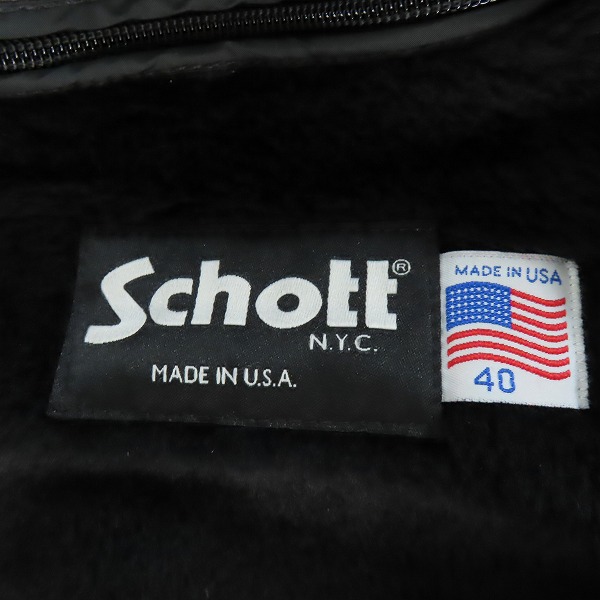 Schott®
N.Y.C.
MADE IN U.S.A.
MADE IN USA
40